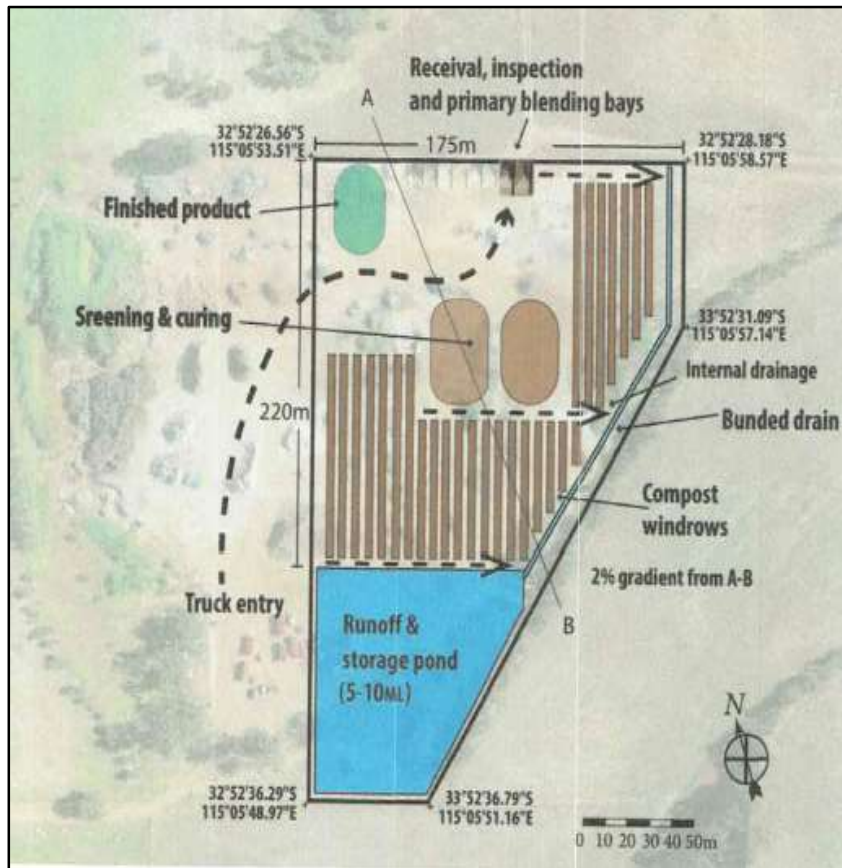 Receival, inspection
and primary blending bays
A
32°52'26.56"S
115°05'53.51"E
175m
32°52'28.18"S
115°05'58.57"E
Finished product
Sreening & curing
33°52'31.09"S
115°05'57.14"E
Internal drainage
220m
Bunded drain
Compost
windrows
2% gradient from A-B
Truck entry
Runoff &
storage pond
(5-10ML)
B
N
32°52'36.29"S
115°05'48.97"E
33°52'36.79"S
115°05'51.16"E
0 10 20 30 40 50m